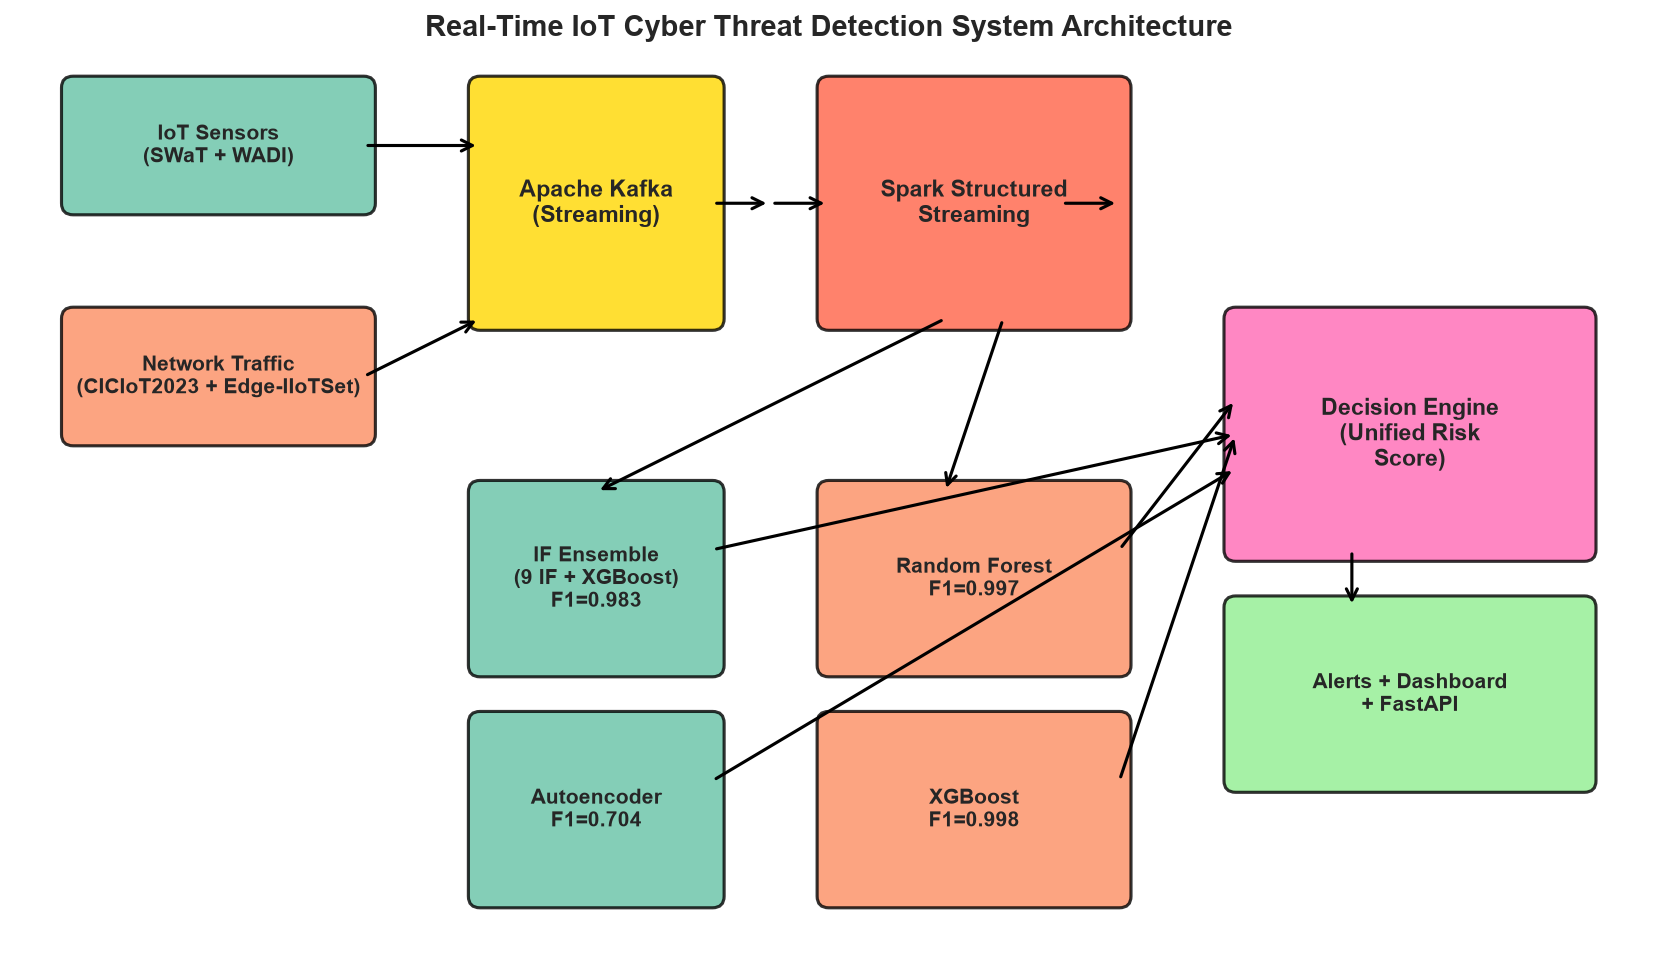 Real-Time IoT Cyber Threat Detection System Architecture
IoT Sensors
(SWaT + WADI)
Apache Kafka
(Streaming)
Spark Structured
Streaming
Network Traffic
(CICIoT2023 + Edge-IIoTSet)
Decision Engine
(Unified Risk
Score)
IF Ensemble
(9 IF + XGBoost)
F1=0.983
Random Forest
F1=0.997
Alerts + Dashboard
+ FastAPI
Autoencoder
F1=0.704
XGBoost
F1=0.998